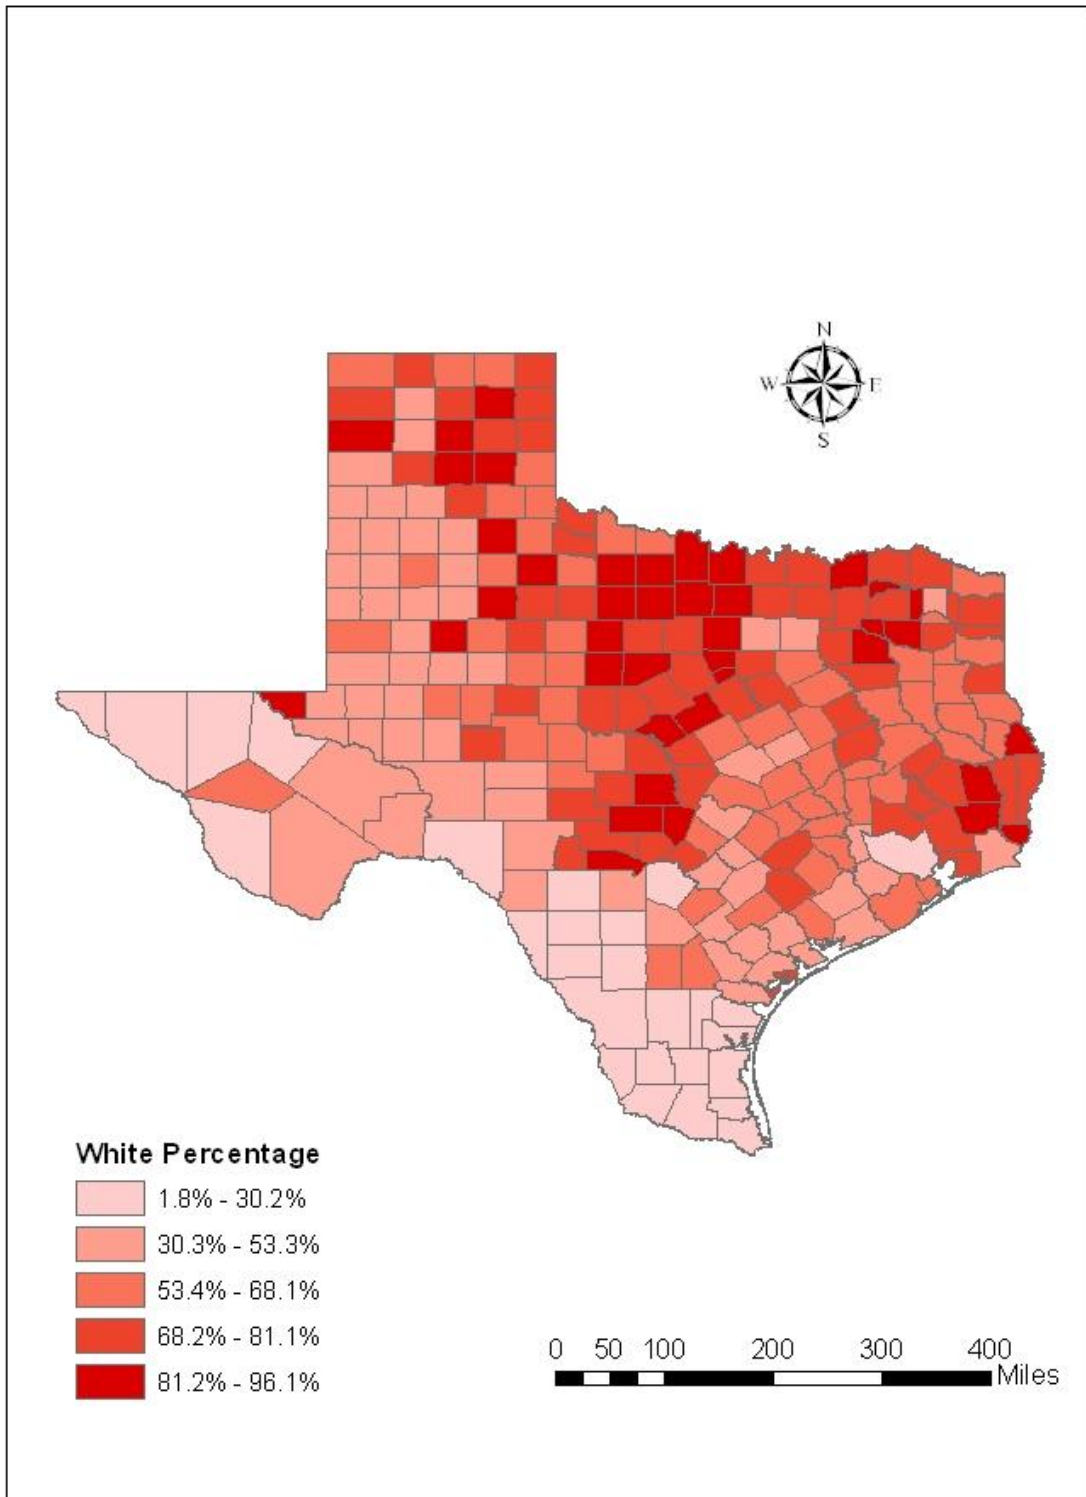 N
W E
S
White Percentage
1.8% - 30.2%
30.3% - 53.3%
53.4% - 68.1%
68.2% - 81.1%
81.2% - 96.1%
0 50 100 200 300 400
Miles